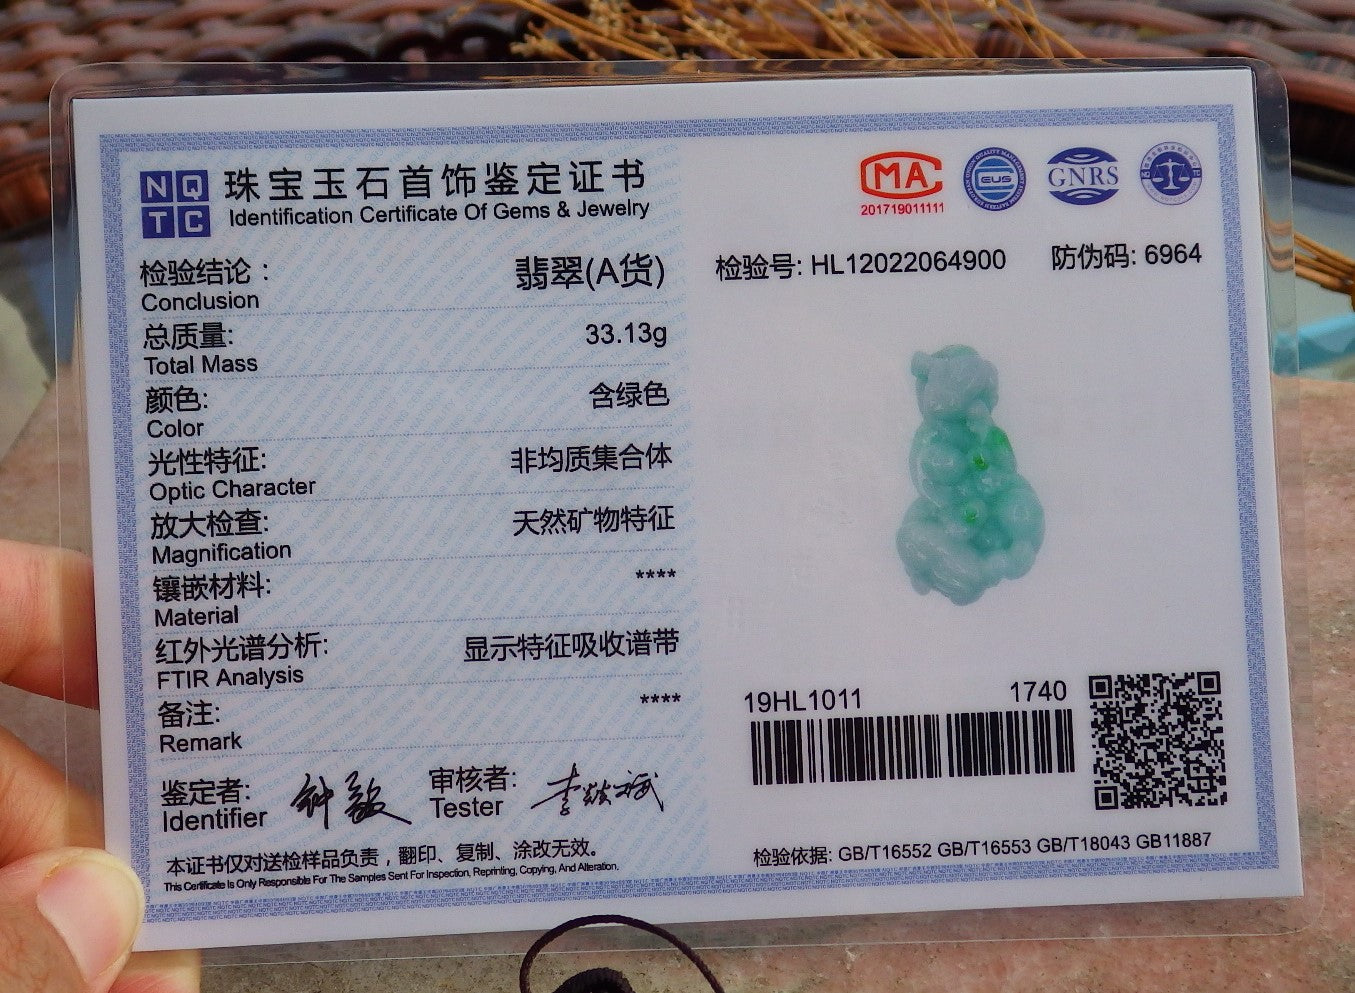 NQ
TC
珠宝玉石首饰鉴定证书
Identification Certificate Of Gems & Jewelry
MA
201719011111
EUS
GNRS
检验结论：
翡翠(A货)
Conclusion
检验号: HL12022064900
防伪码: 6964
总质量:
33.13g
Total Mass
颜色:
含绿色
Color
光性特征:
非均质集合体
Optic Character
放大检查:
天然矿物特征
Magnification
镶嵌材料:
****
Material
红外光谱分析:
显示特征吸收谱带
FTIR Analysis
备注:
****
Remark
19HL1011
1740
鉴定者:
Identifier
审核者:
Tester
本证书仅对送检样品负责，翻印、复制、涂改无效。
This Certificate Is Only Responsible For The Samples Sent For Inspection, Reprinting, Copying, And Alteration.
检验依据: GB/T16552 GB/T16553 GB/T18043 GB11887